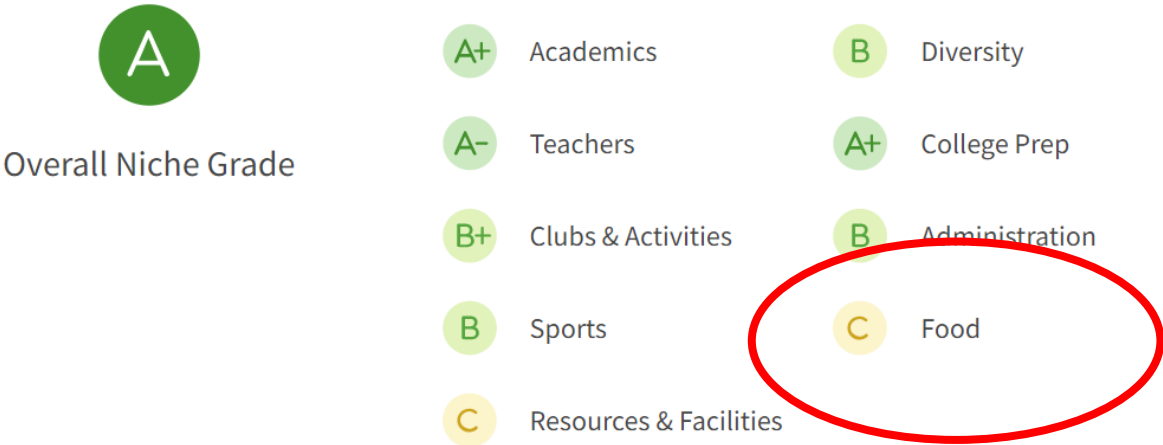 A
Overall Niche Grade
A+ Academics
A- Teachers
B+ Clubs & Activities
B Sports
C Resources & Facilities
B Diversity
A+ College Prep
B Administration
C Food